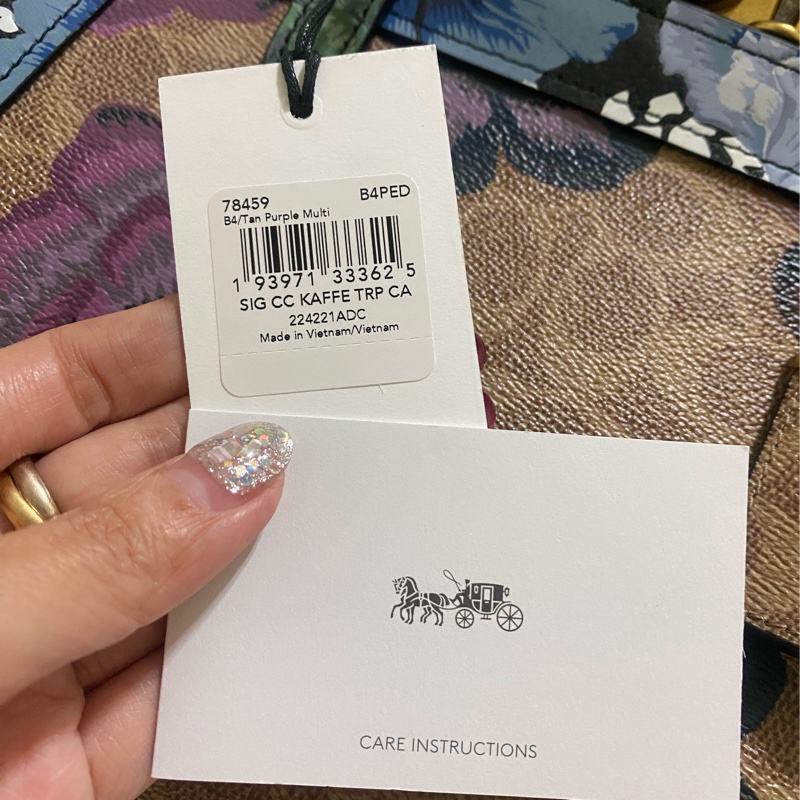 78459 B4PED
B4/Tan Purple Multi
1 93971 33362 5
SIG CC KAFFE TRP CA
224221ADC
Made in Vietnam/Vietnam
CARE INSTRUCTIONS